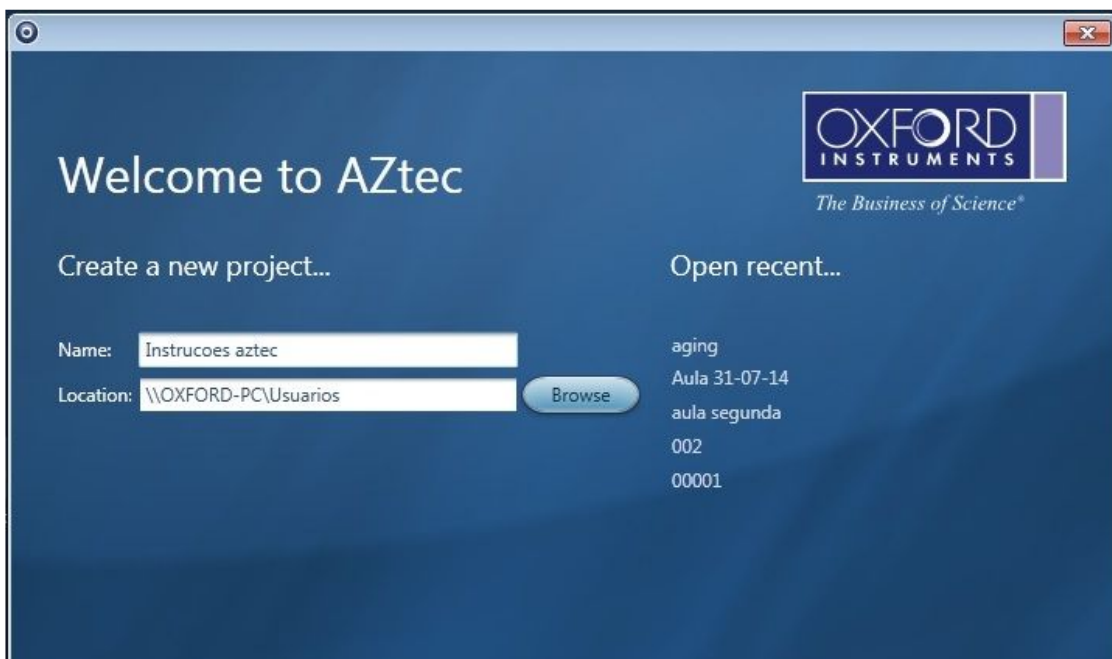 OXFORD
INSTRUMENTS
The Business of Science®
Welcome to AZtec
Create a new project...
Name: Instrucoes aztec
Location: \\OXFORD-PC\Usuarios Browse
Open recent...
aging
Aula 31-07-14
aula segunda
002
00001